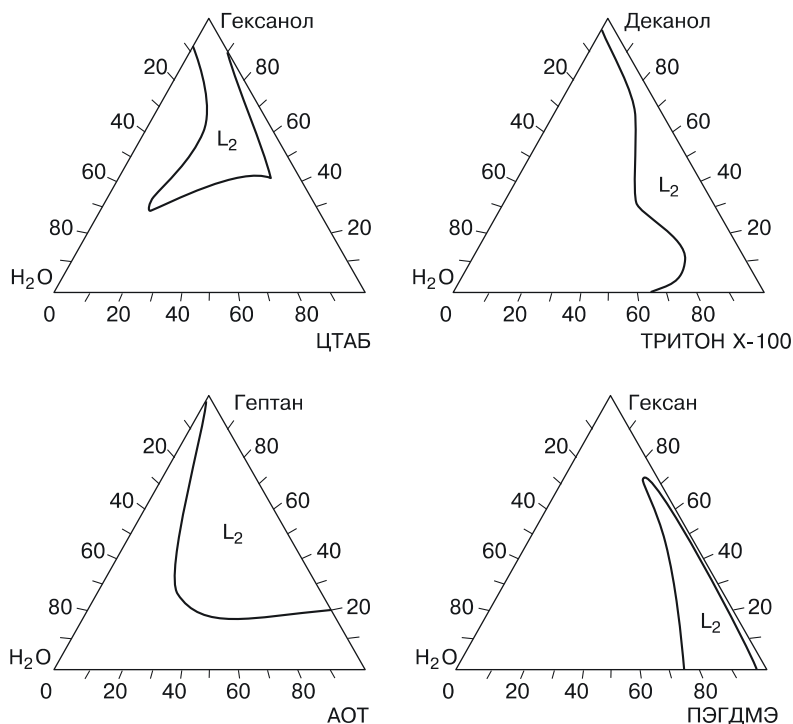 Гексанол
20 80
40 60
L2
60 40
80 20
H2O
0 20 40 60 80
ЦТАБ
Деканол
20 80
40 60
60 L2 40
80 20
H2O
0 20 40 60 80
ТРИТОН Х-100
Гептан
20 80
40 60
L2
60 40
80 20
H2O
0 20 40 60 80
АОТ
Гексан
20 80
40 60
60 40
80 L2 20
H2O
0 20 40 60 80
ПЭГДМЭ